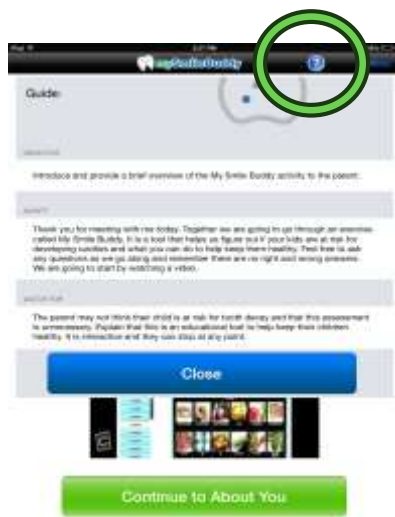 mySmileBuddy
?
Guide:
Introduce and provide a brief overview of the My Smile Buddy activity to the parent.
Thank you for meeting with me today. Together we are going to go through an exercise
called My Smile Buddy. It is a tool that helps us figure out if your kids are at risk for
developing cavities and what you can do to help keep them healthy. Feel free to ask
any questions as we go along and remember there are no right and wrong answers.
We are going to start by watching a video.
The parent may not think their child is at risk for tooth decay and that this assessment
is unnecessary. Explain that this is an educational tool to help keep their children
healthy. It is interactive and they can stop at any point.
Close
Continue to About You